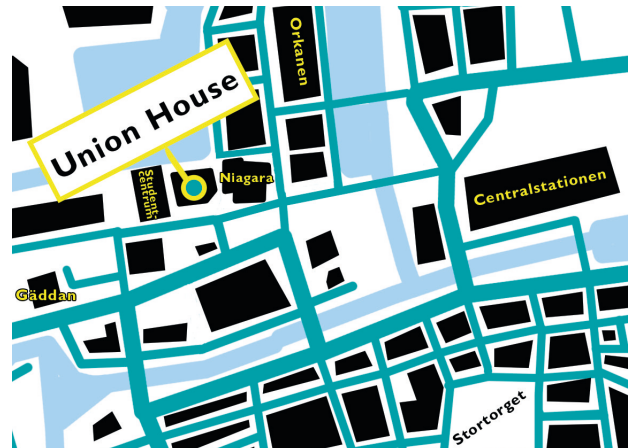 Orkanen
Union House
Student-
centrum
Niagara
Centralstationen
Gäddan
Stortorget